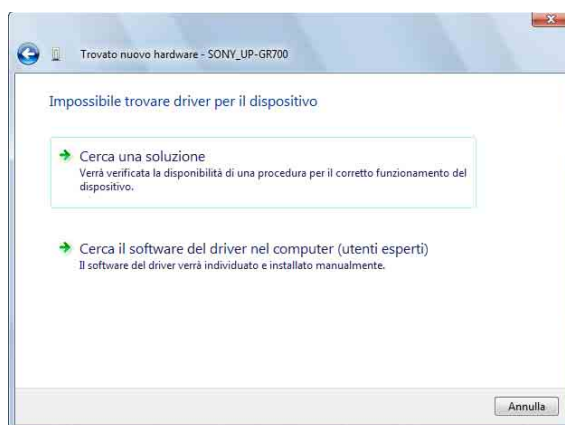 Trovato nuovo hardware - SONY_UP-GR700
Impossibile trovare driver per il dispositivo
Cerca una soluzione
Verrà verificata la disponibilità di una procedura per il corretto funzionamento del
dispositivo.
Cerca il software del driver nel computer (utenti esperti)
Il software del driver verrà individuato e installato manualmente.
Annulla